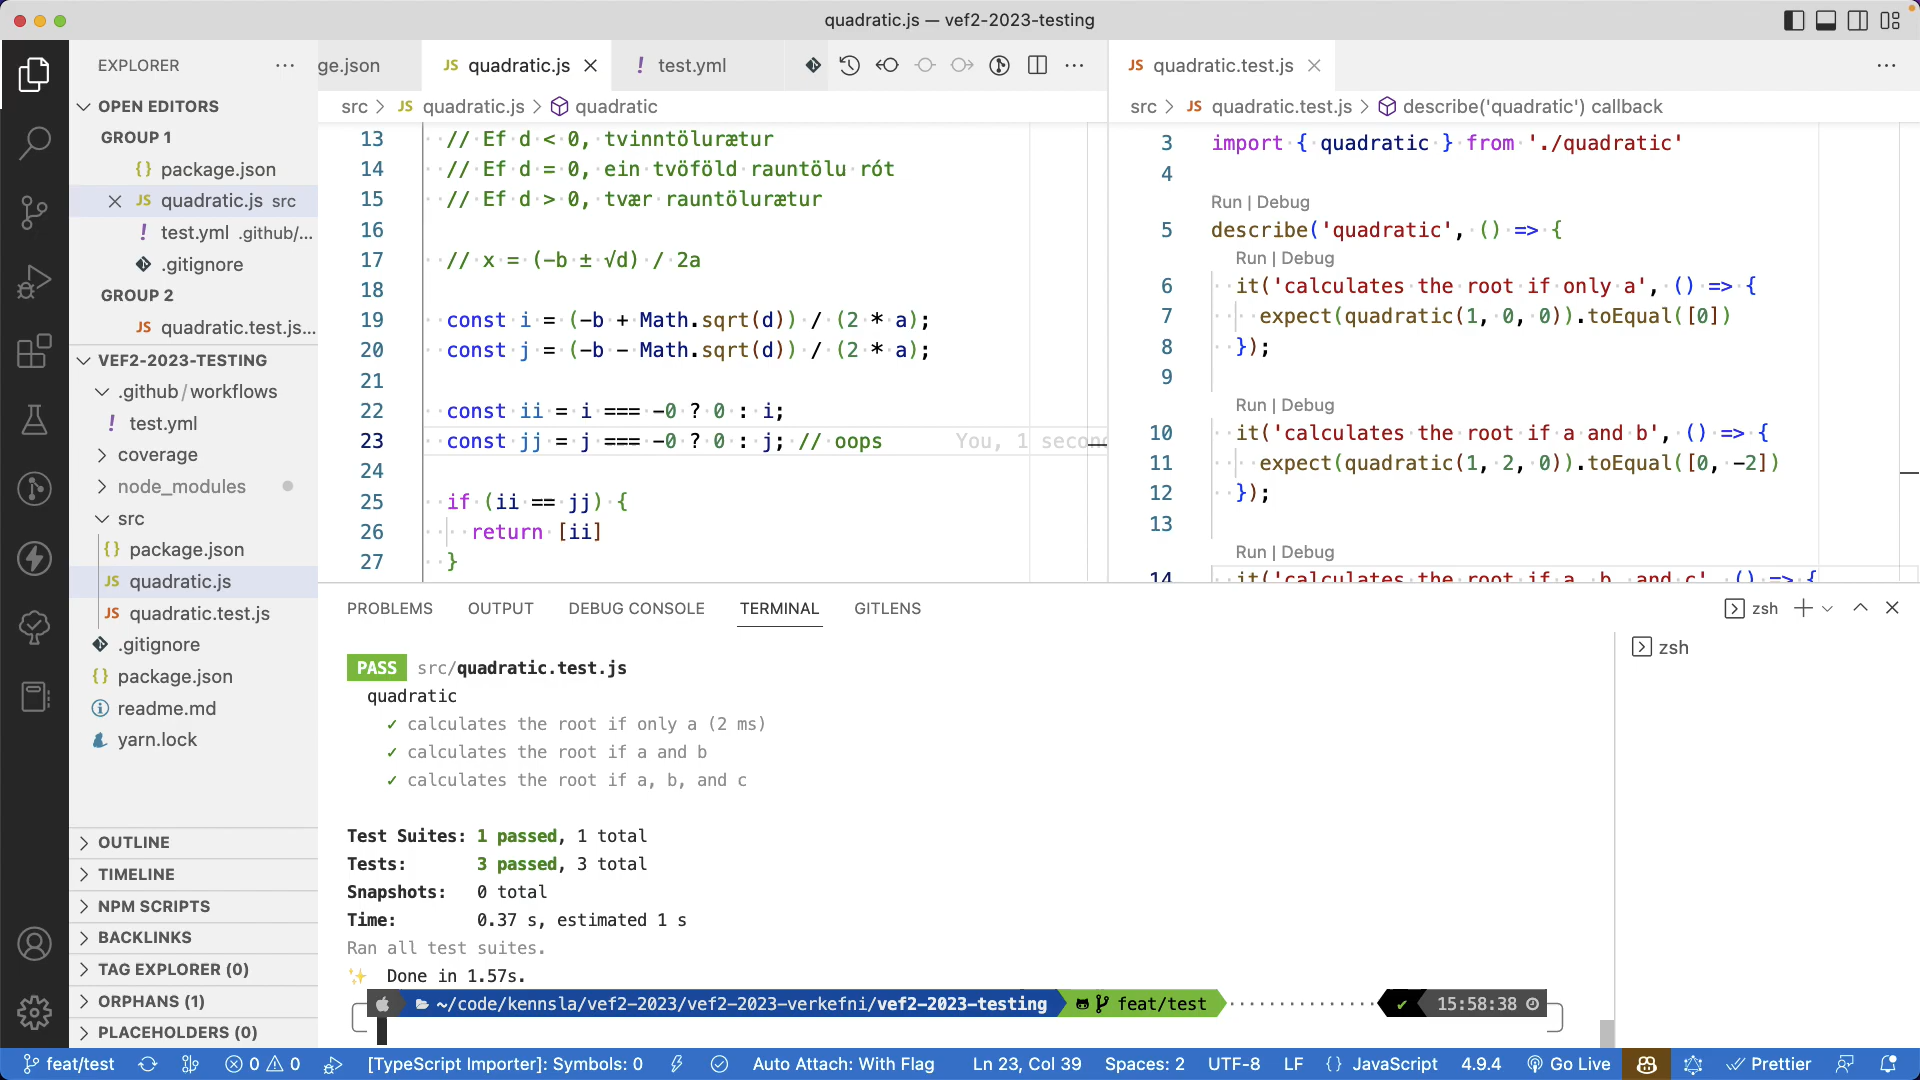 quadratic.js — vef2-2023-testing
EXPLORER
ge.json
JS quadratic.js
! test.yml
JS quadratic.test.js
OPEN EDITORS
GROUP 1
{} package.json
JS quadratic.js src
! test.yml .github/...
.gitignore
GROUP 2
JS quadratic.test.js...
VEF2-2023-TESTING
.github/workflows
! test.yml
coverage
node_modules
src
{} package.json
JS quadratic.js
JS quadratic.test.js
.gitignore
{} package.json
readme.md
yarn.lock
OUTLINE
TIMELINE
NPM SCRIPTS
BACKLINKS
TAG EXPLORER (0)
ORPHANS (1)
PLACEHOLDERS (0)
src > JS quadratic.js > quadratic
13 // Ef d < 0, tvinntölurætur
14 // Ef d = 0, ein tvöföld rauntölu rót
15 // Ef d > 0, tvær rauntölurætur
16
17 // x = (-b ± √d) / 2a
18
19 const i = (-b + Math.sqrt(d)) / (2 * a);
20 const j = (-b - Math.sqrt(d)) / (2 * a);
21
22 const ii = i === -0 ? 0 : i;
23 const jj = j === -0 ? 0 : j; // oops You, 1 second
24
25 if (ii == jj) {
26 return [ii]
27 }
src > JS quadratic.test.js > describe('quadratic') callback
3 import { quadratic } from './quadratic'
4
Run | Debug
5 describe('quadratic', () => {
Run | Debug
6 it('calculates the root if only a', () => {
7 expect(quadratic(1, 0, 0)).toEqual([0])
8 });
9
Run | Debug
10 it('calculates the root if a and b', () => {
11 expect(quadratic(1, 2, 0)).toEqual([0, -2])
12 });
13
Run | Debug
14 it('calculates the root if a, b, and c', () => {
PROBLEMS OUTPUT DEBUG CONSOLE TERMINAL GITLENS
zsh
zsh
PASS src/quadratic.test.js
quadratic
✓ calculates the root if only a (2 ms)
✓ calculates the root if a and b
✓ calculates the root if a, b, and c
Test Suites: 1 passed, 1 total
Tests: 3 passed, 3 total
Snapshots: 0 total
Time: 0.37 s, estimated 1 s
Ran all test suites.
✨ Done in 1.57s.
~/code/kennsla/vef2-2023/vef2-2023-verkefni/vef2-2023-testing feat/test ✔ 15:58:38
feat/test 0 0 [TypeScript Importer]: Symbols: 0 Auto Attach: With Flag Ln 23, Col 39 Spaces: 2 UTF-8 LF {} JavaScript 4.9.4 Go Live Prettier